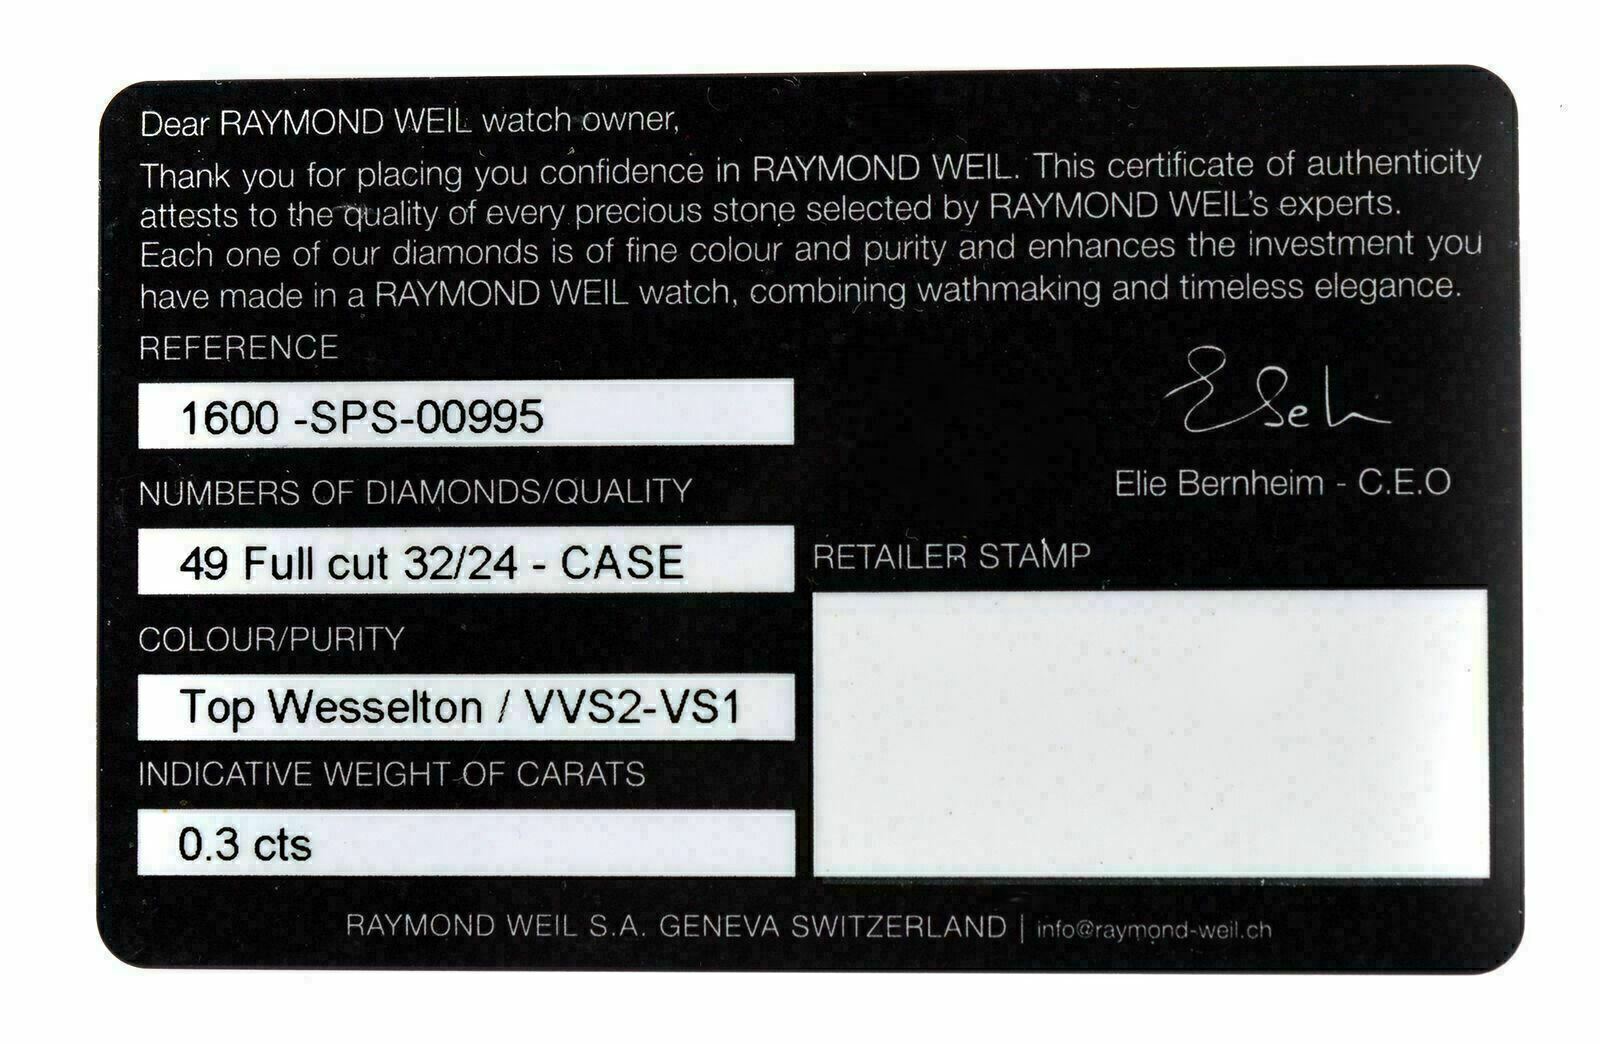 Dear RAYMOND WEIL watch owner,
Thank you for placing you confidence in RAYMOND WEIL. This certificate of authenticity
attests to the quality of every precious stone selected by RAYMOND WEIL's experts.
Each one of our diamonds is of fine colour and purity and enhances the investment you
have made in a RAYMOND WEIL watch, combining wathmaking and timeless elegance.
REFERENCE
1600 -SPS-00995
NUMBERS OF DIAMONDS/QUALITY
49 Full cut 32/24 - CASE
COLOUR/PURITY
Top Wesselton / VVS2-VS1
INDICATIVE WEIGHT OF CARATS
0.3 cts
Elie Bernheim - C.E.O
RETAILER STAMP
RAYMOND WEIL S.A. GENEVA SWITZERLAND | info@raymond-weil.ch